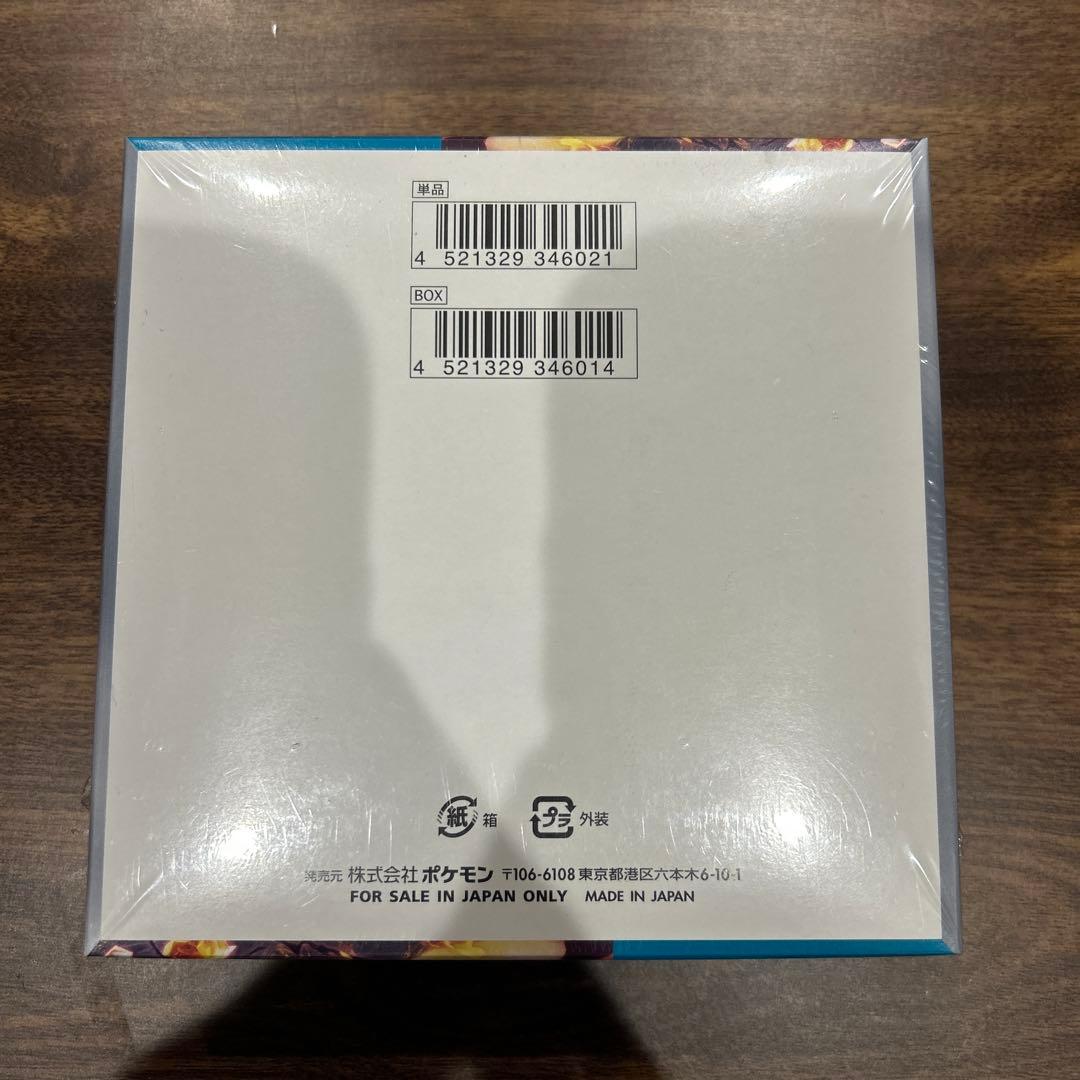 単品
4 521329 346021
BOX
4 521329 346014
紙 箱 プラ 外装
発売元 株式会社 ポケモン 〒106-6108 東京都港区六本木6-10-1
FOR SALE IN JAPAN ONLY MADE IN JAPAN